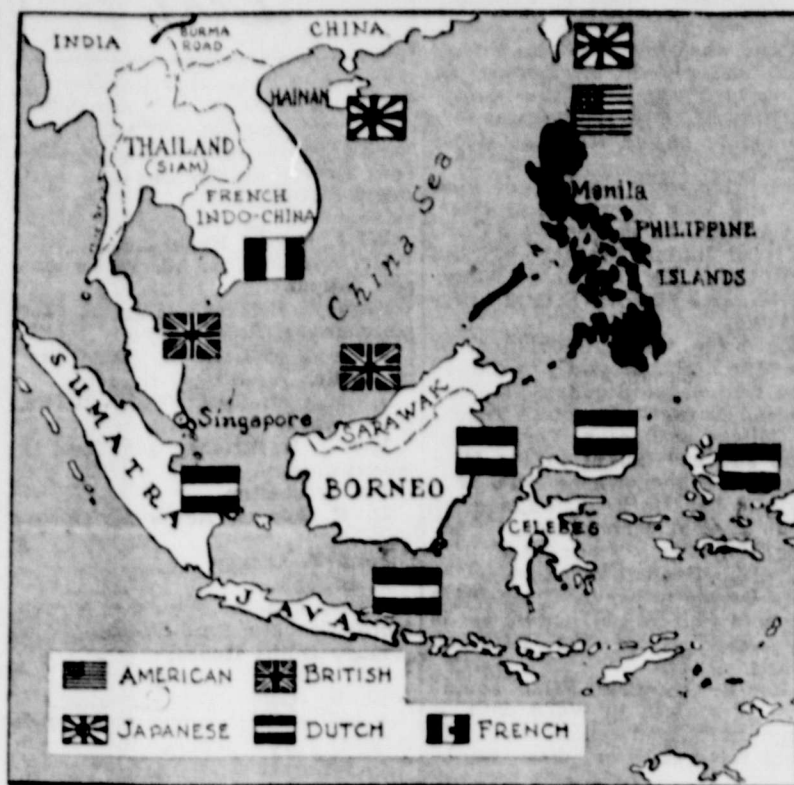 INDIA
BURMA
ROAD
CHINA
HAINAN
THAILAND
(SIAM)
FRENCH
INDO-CHINA
China Sea
Manila
PHILIPPINE
ISLANDS
SUMATRA
Singapore
SARAWAK
BORNEO
CELEBES
JAVA
AMERICAN
BRITISH
JAPANESE
DUTCH
FRENCH